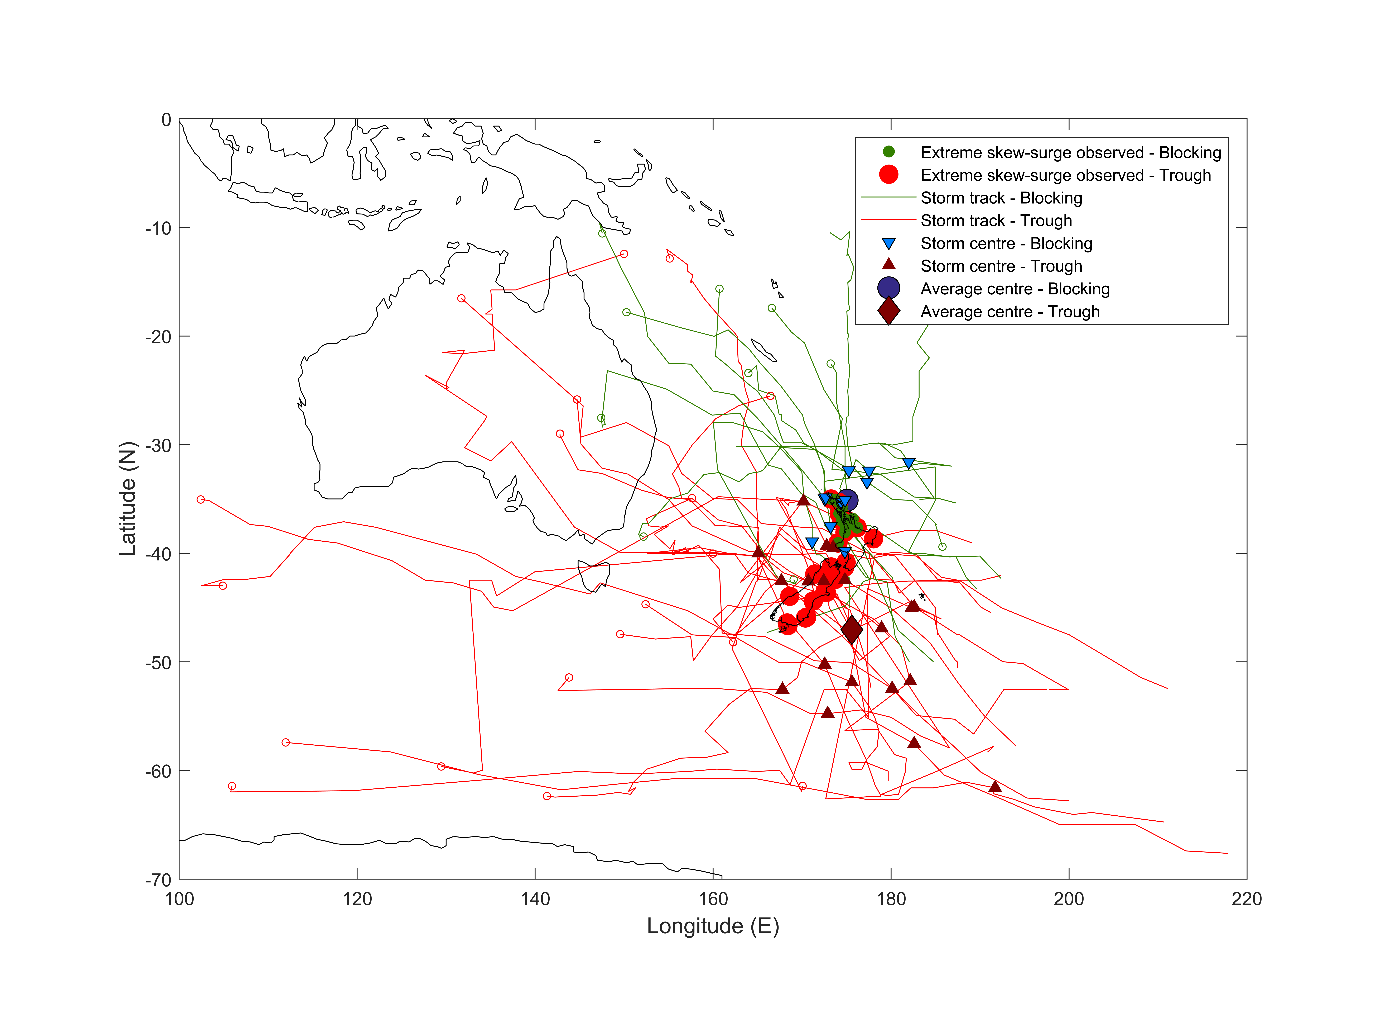 0
-10
-20
-30
-40
-50
-60
-70
Latitude (N)
100
120
140
160
180
200
220
Longitude (E)
Extreme skew-surge observed - Blocking
Extreme skew-surge observed - Trough
Storm track - Blocking
Storm track - Trough
Storm centre - Blocking
Storm centre - Trough
Average centre - Blocking
Average centre - Trough